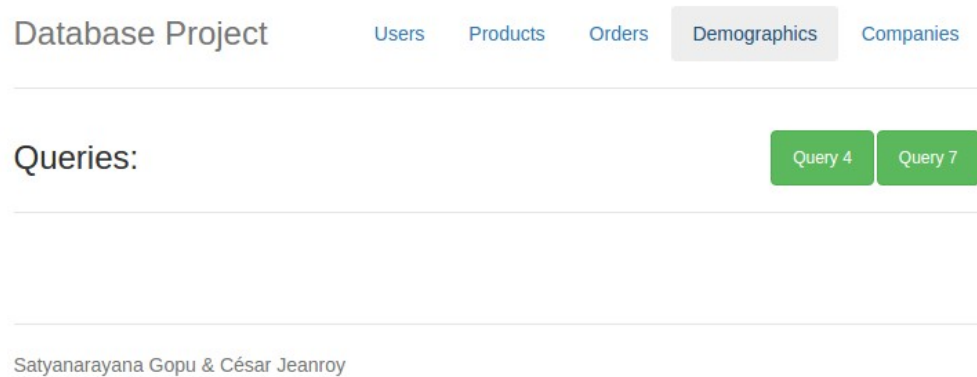 Database Project Users Products Orders Demographics Companies
Queries: Query 4 Query 7
Satyanarayana Gopu & César Jeanroy